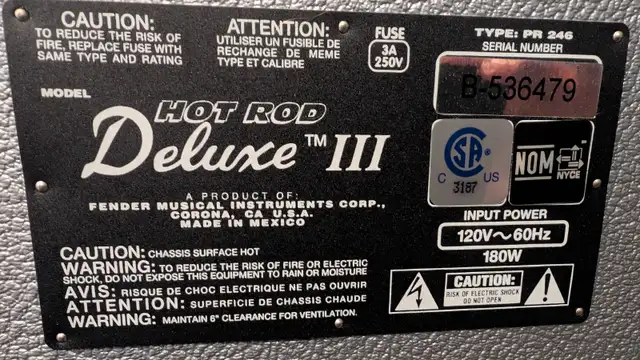 CAUTION:
TO REDUCE THE RISK OF
FIRE, REPLACE FUSE WITH
SAME TYPE AND RATING
ATTENTION:
UTILISER UN FUSIBLE DE
RECHANGE DE MEME
TYPE ET CALIBRE
FUSE
3A
250V
TYPE: PR 246
SERIAL NUMBER
B-536479
MODEL
HOT ROD
Deluxe™ III
A PRODUCT OF:
FENDER MUSICAL INSTRUMENTS CORP.,
CORONA, CA U.S.A.
MADE IN MEXICO
CSA
C US
3187
NOM
NYCE
INPUT POWER
120V~60Hz
180W
CAUTION: CHASSIS SURFACE HOT
WARNING: TO REDUCE THE RISK OF FIRE OR ELECTRIC
SHOCK, DO NOT EXPOSE THIS EQUIPMENT TO RAIN OR MOISTURE
AVIS: RISQUE DE CHOC ELECTRIQUE NE PAS OUVRIR
ATTENTION: SUPERFICIE DE CHASSIS CHAUDE
WARNING: MAINTAIN 6" CLEARANCE FOR VENTILATION.
CAUTION:
RISK OF ELECTRIC SHOCK
DO NOT OPEN